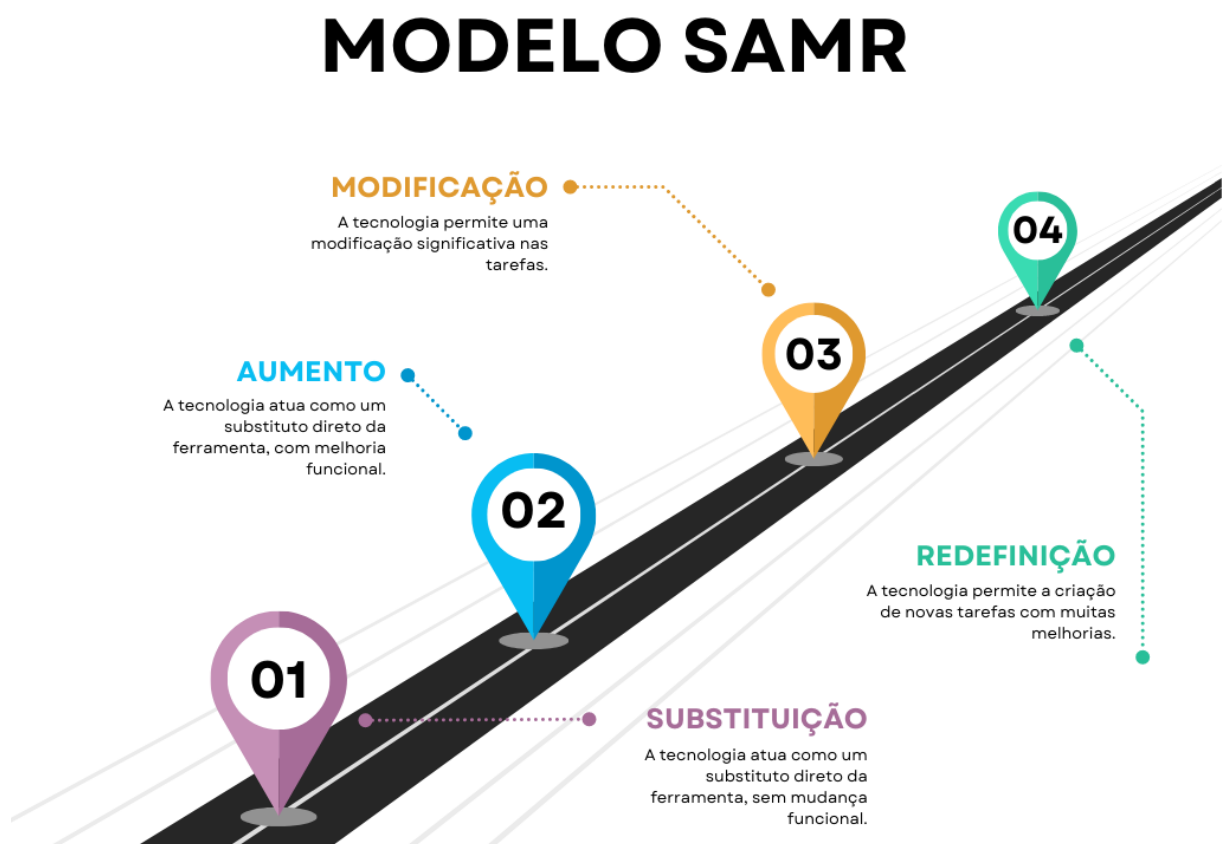 MODELO SAMR
MODIFICAÇÃO
A tecnologia permite uma
modificação significativa nas
tarefas.
04
03
AUMENTO
A tecnologia atua como um
substituto direto da
ferramenta, com melhoria
funcional.
02
REDEFINIÇÃO
A tecnologia permite a criação
de novas tarefas com muitas
melhorias.
01
SUBSTITUIÇÃO
A tecnologia atua como um
substituto direto da
ferramenta, sem mudança
funcional.